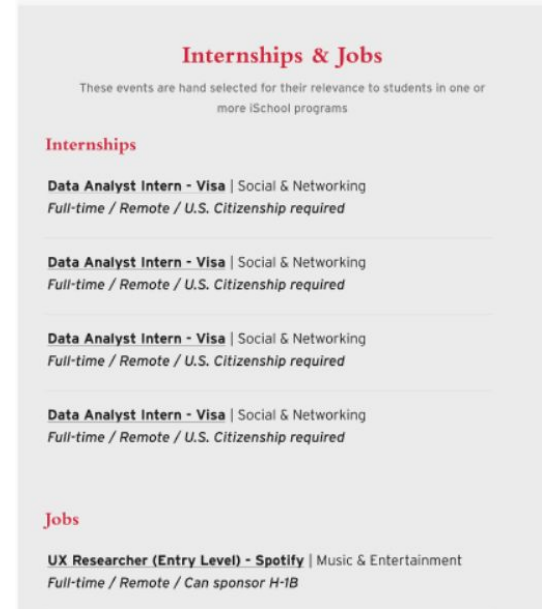 Internships & Jobs
These events are hand selected for their relevance to students in one or
more iSchool programs
Internships
Data Analyst Intern - Visa | Social & Networking
Full-time / Remote / U.S. Citizenship required
Data Analyst Intern - Visa | Social & Networking
Full-time / Remote / U.S. Citizenship required
Data Analyst Intern - Visa | Social & Networking
Full-time / Remote / U.S. Citizenship required
Data Analyst Intern - Visa | Social & Networking
Full-time / Remote / U.S. Citizenship required
Jobs
UX Researcher (Entry Level) - Spotify | Music & Entertainment
Full-time / Remote / Can sponsor H-1B